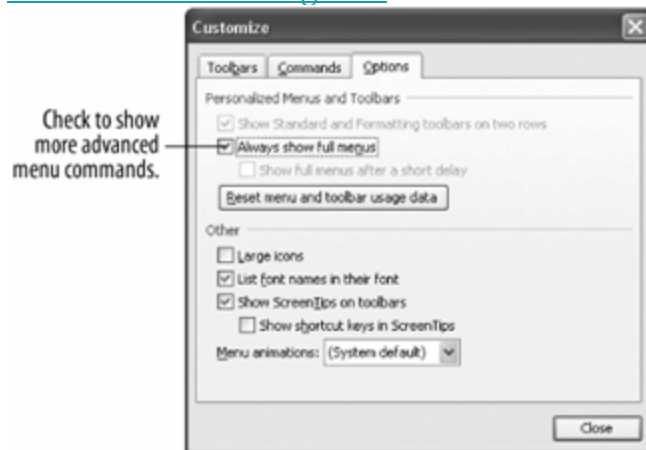 Customize
Toolbars
Commands
Options
Personalized Menus and Toolbars
Show Standard and Formatting toolbars on two rows
Check to show
more advanced
menu commands.
Always show full menus
Show full menus after a short delay
Reset menu and toolbar usage data
Other
Large icons
List font names in their font
Show ScreenTips on toolbars
Show shortcut keys in ScreenTips
Menu animations: (System default)
Close